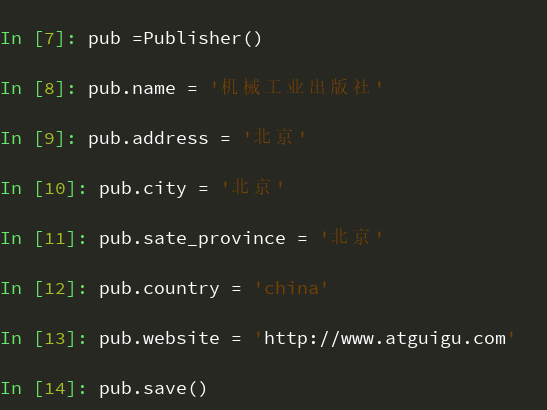 In [7]: pub =Publisher()
In [8]: pub.name = '机械工业出版社'
In [9]: pub.address = '北京'
In [10]: pub.city = '北京'
In [11]: pub.sate_province = '北京'
In [12]: pub.country = 'china'
In [13]: pub.website = 'http://www.atguigu.com'
In [14]: pub.save()